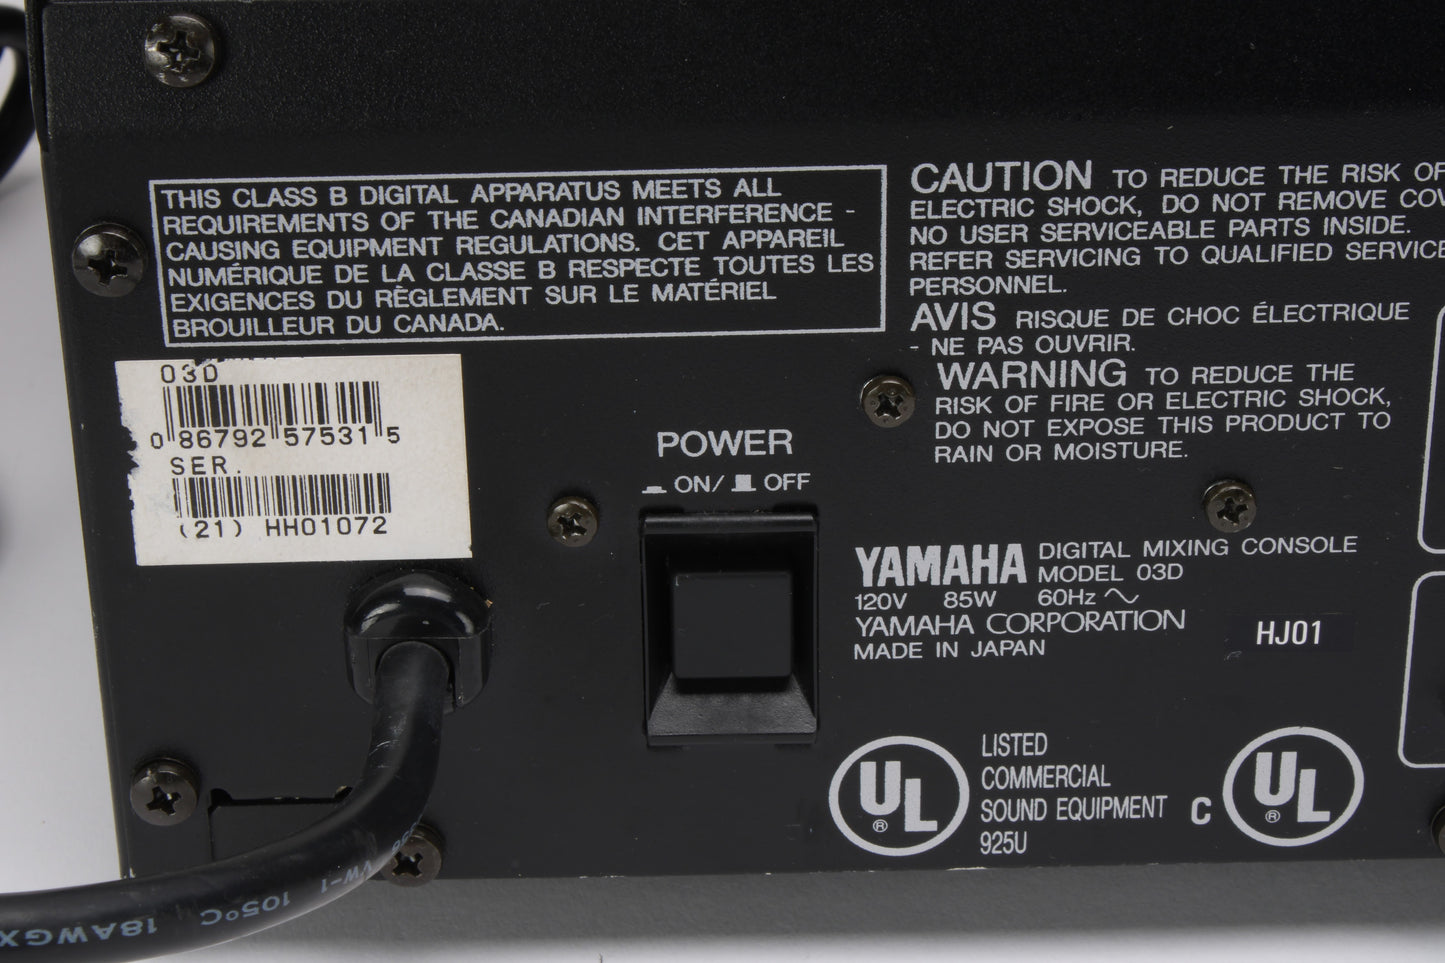 THIS CLASS B DIGITAL APPARATUS MEETS ALL
REQUIREMENTS OF THE CANADIAN INTERFERENCE -
CAUSING EQUIPMENT REGULATIONS. CET APPAREIL
NUMÉRIQUE DE LA CLASSE B RESPECTE TOUTES LES
EXIGENCES DU RÈGLEMENT SUR LE MATÉRIEL
BROUILLEUR DU CANADA.
CAUTION TO REDUCE THE RISK OF
ELECTRIC SHOCK, DO NOT REMOVE
NO USER SERVICEABLE PARTS INSIDE.
REFER SERVICING TO QUALIFIED SERVICE
PERSONNEL.
AVIS RISQUE DE CHOC ÉLECTRIQUE
- NE PAS OUVRIR.
WARNING TO REDUCE THE
RISK OF FIRE OR ELECTRIC SHOCK,
DO NOT EXPOSE THIS PRODUCT TO
RAIN OR MOISTURE.
03D
0 86792 57531 5
SER.
(21) HH01072
POWER
ON/ OFF
YAMAHA DIGITAL MIXING CONSOLE
MODEL 03D
120V 85W 60Hz
YAMAHA CORPORATION
MADE IN JAPAN
HJ01
UL ®
LISTED
COMMERCIAL
SOUND EQUIPMENT
925U
C UL ®
VW-1 105°C 18AWGX